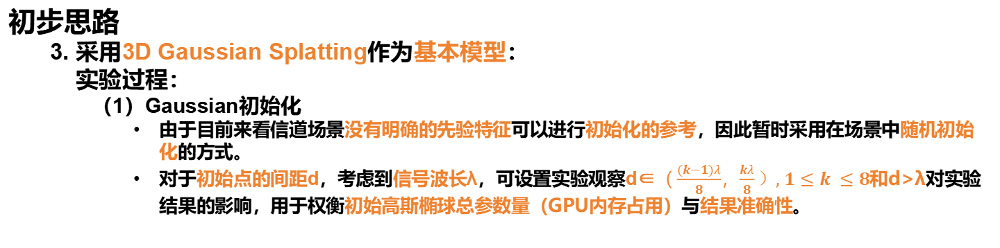 初步思路
3. 采用3D Gaussian Splatting作为基本模型：
实验过程：
（1）Gaussian初始化
• 由于目前来看信道场景没有明确的先验特征可以进行初始化的参考，因此暂时采用在场景中随机初始
化的方式。
• 对于初始点的间距d，考虑到信号波长λ，可设置实验观察d∈（\frac{(k-1)λ}{8}，\frac{kλ}{8}）, 1 ≤ k ≤ 8和d>λ对实验
结果的影响，用于权衡初始高斯椭球总参数量（GPU内存占用）与结果准确性。